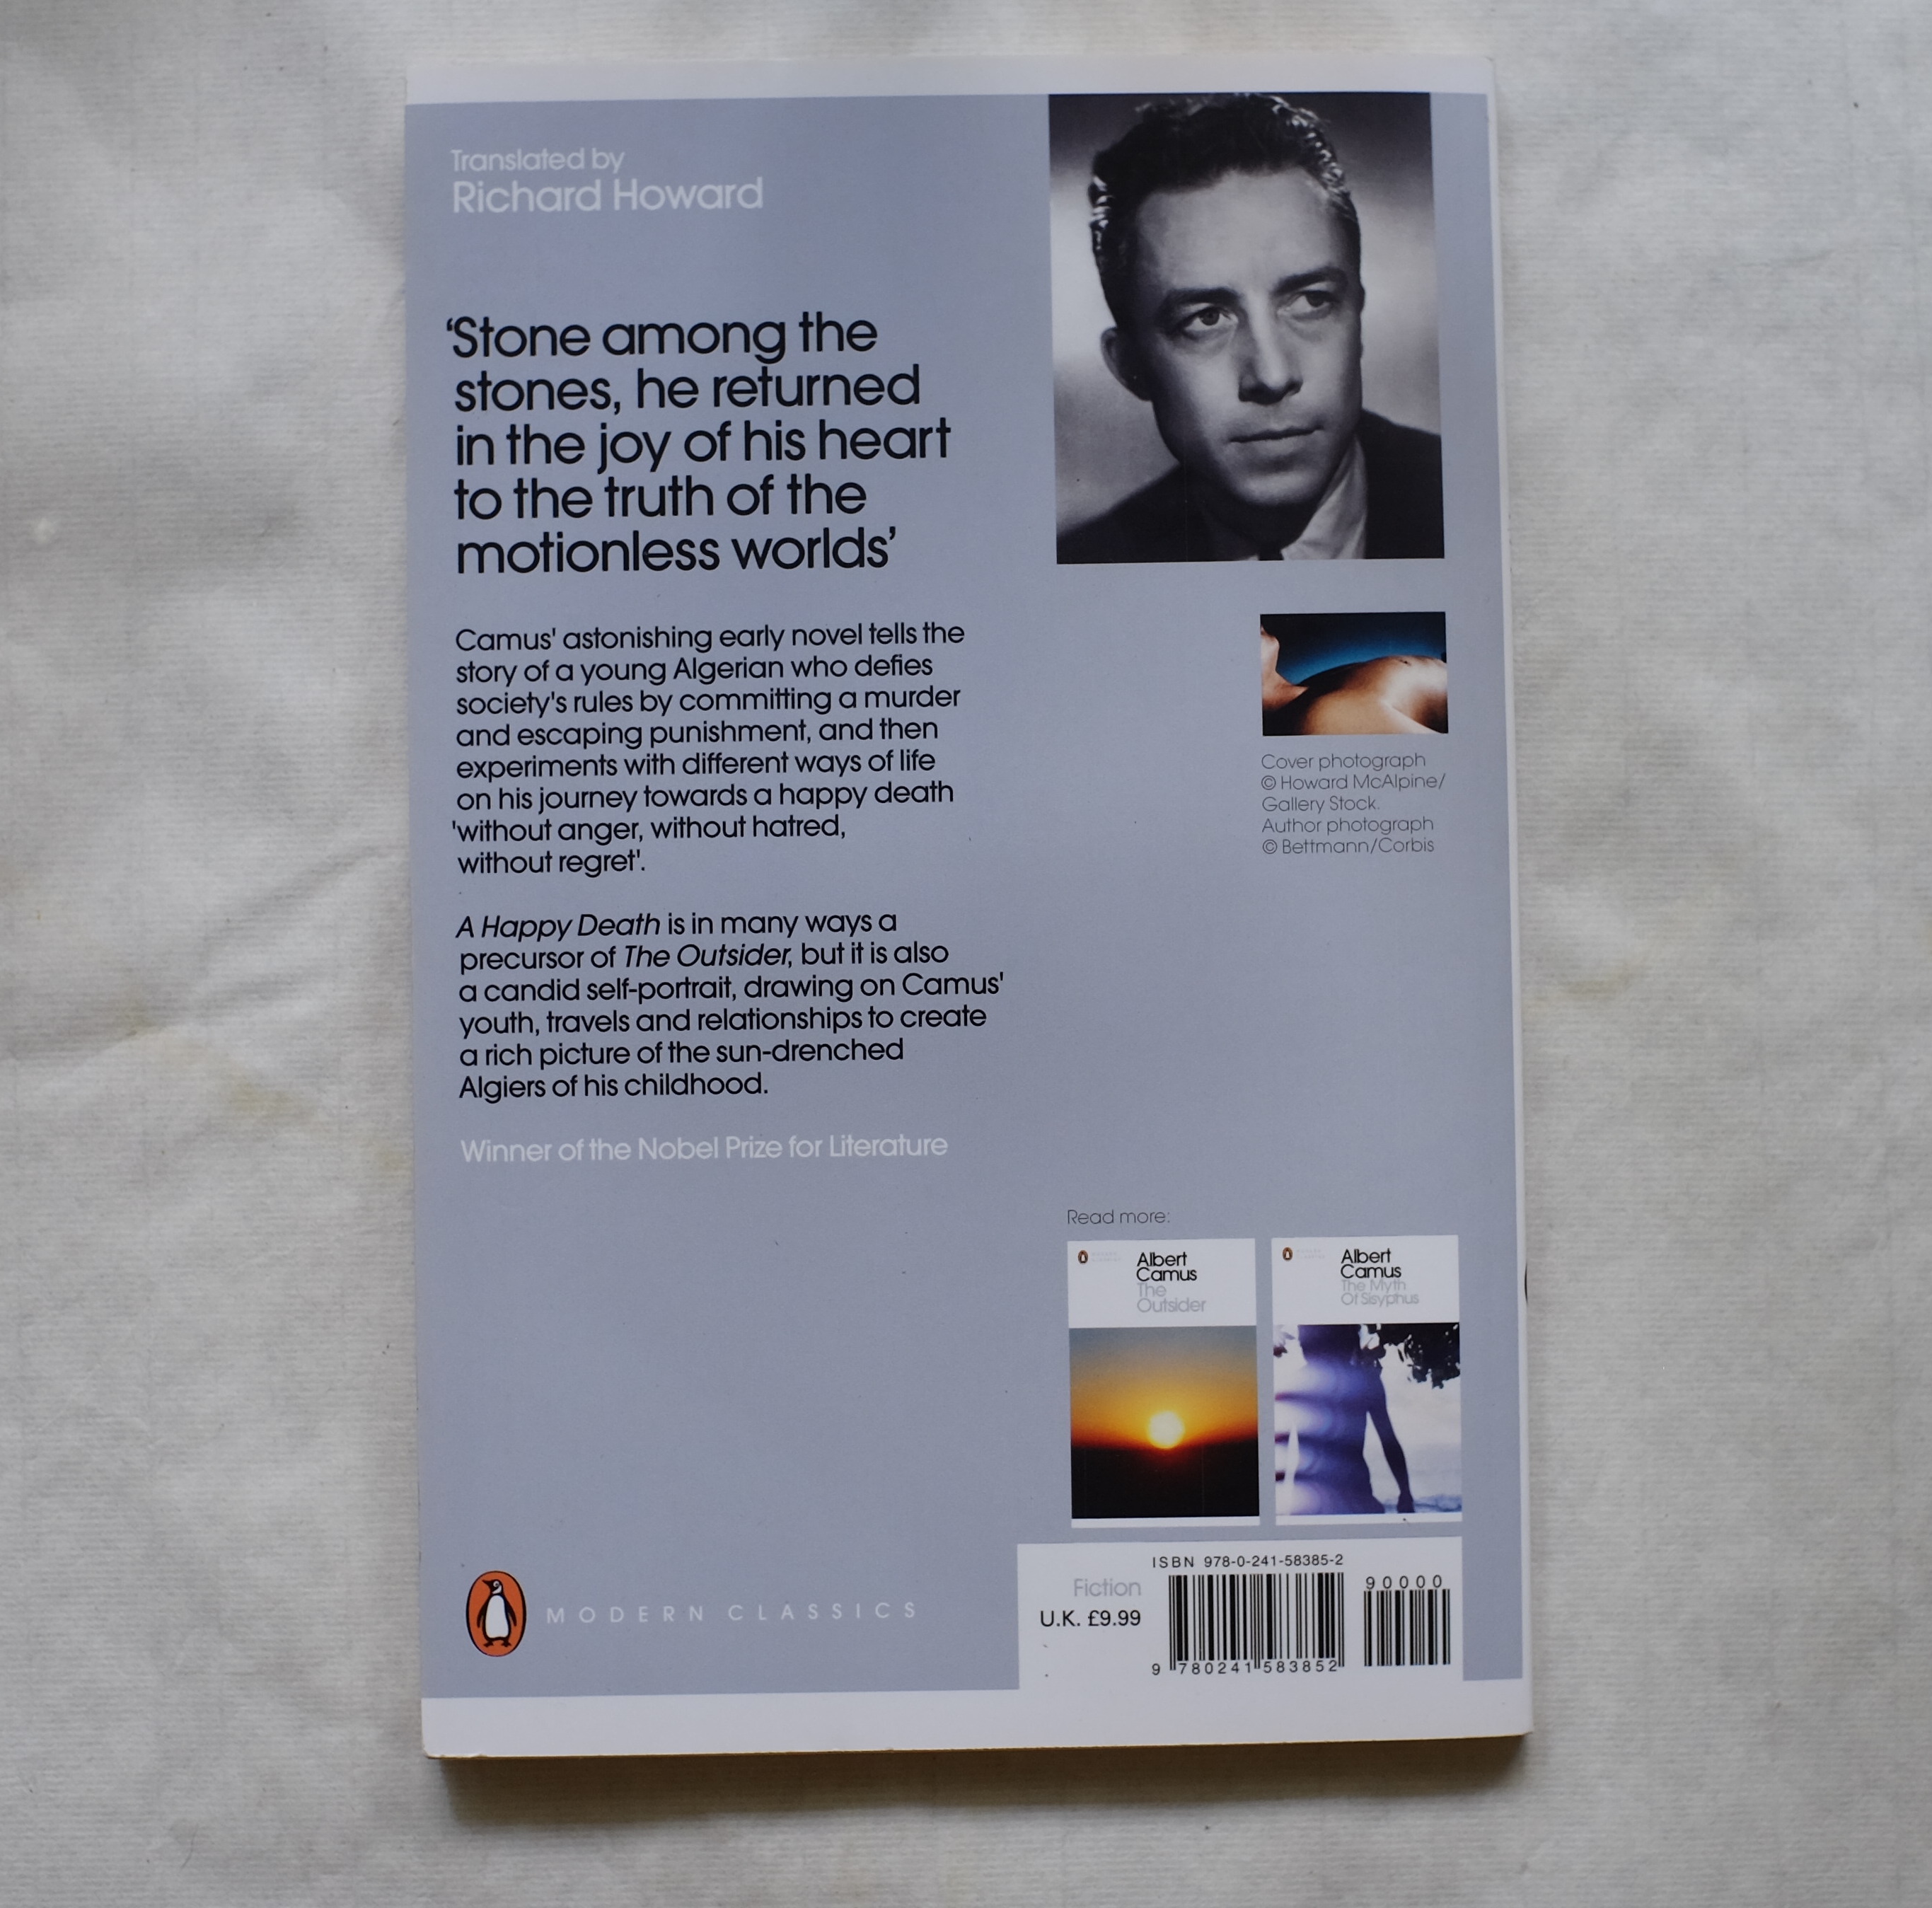 Translated by
Richard Howard
‘Stone among the
stones, he returned
in the joy of his heart
to the truth of the
motionless worlds’
Camus' astonishing early novel tells the
story of a young Algerian who defies
society's rules by committing a murder
and escaping punishment, and then
experiments with different ways of life
on his journey towards a happy death
'without anger, without hatred,
without regret'.
A Happy Death is in many ways a
precursor of The Outsider, but it is also
a candid self-portrait, drawing on Camus'
youth, travels and relationships to create
a rich picture of the sun-drenched
Algiers of his childhood.
Winner of the Nobel Prize for Literature
Cover photograph
© Howard McAlpine/
Gallery Stock.
Author photograph
© Bettmann/Corbis
Read more:
Albert
Camus
The
Outsider
Albert
Camus
The Myth
Of Sisyphus
MODERN CLASSICS
Fiction
U.K. £9.99
ISBN 978-0-241-58385-2
90000
9 780241 583852